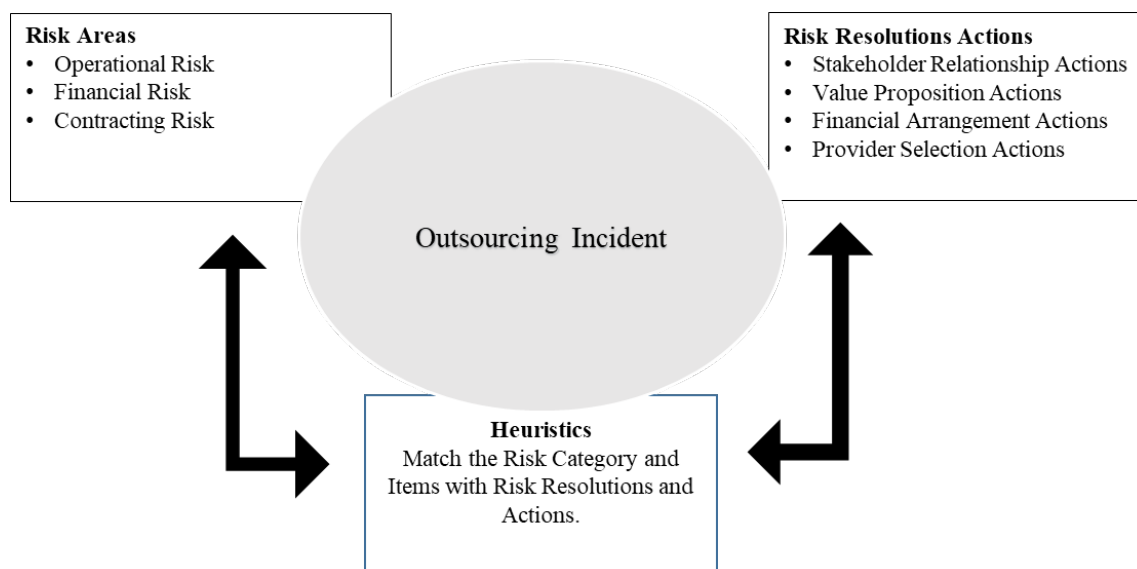 Risk Areas
• Operational Risk
• Financial Risk
• Contracting Risk
Risk Resolutions Actions
• Stakeholder Relationship Actions
• Value Proposition Actions
• Financial Arrangement Actions
• Provider Selection Actions
Outsourcing Incident
Heuristics
Match the Risk Category and
Items with Risk Resolutions and
Actions.